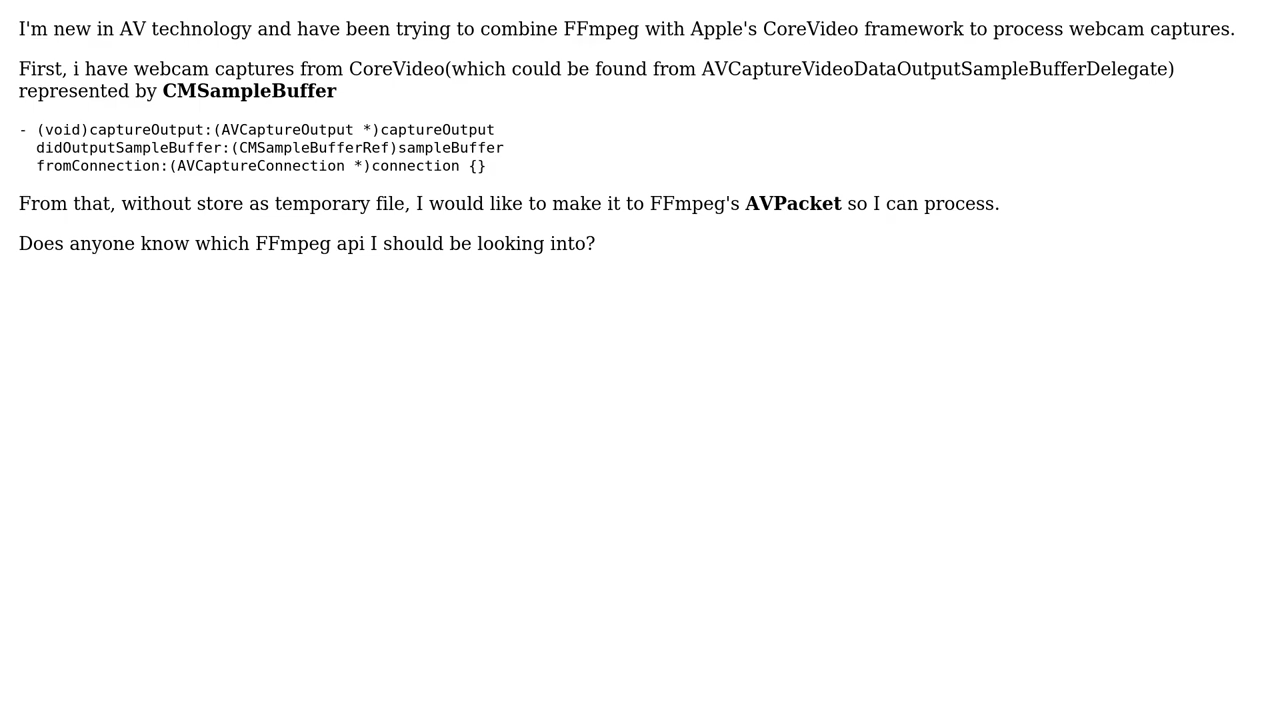 I'm new in AV technology and have been trying to combine FFmpeg with Apple's CoreVideo framework to process webcam captures.
First, i have webcam captures from CoreVideo(which could be found from AVCaptureVideoDataOutputSampleBufferDelegate)
represented by CMSampleBuffer
- (void)captureOutput:(AVCaptureOutput *)captureOutput
  didOutputSampleBuffer:(CMSampleBufferRef)sampleBuffer
  fromConnection:(AVCaptureConnection *)connection {}
From that, without store as temporary file, I would like to make it to FFmpeg's AVPacket so I can process.
Does anyone know which FFmpeg api I should be looking into?